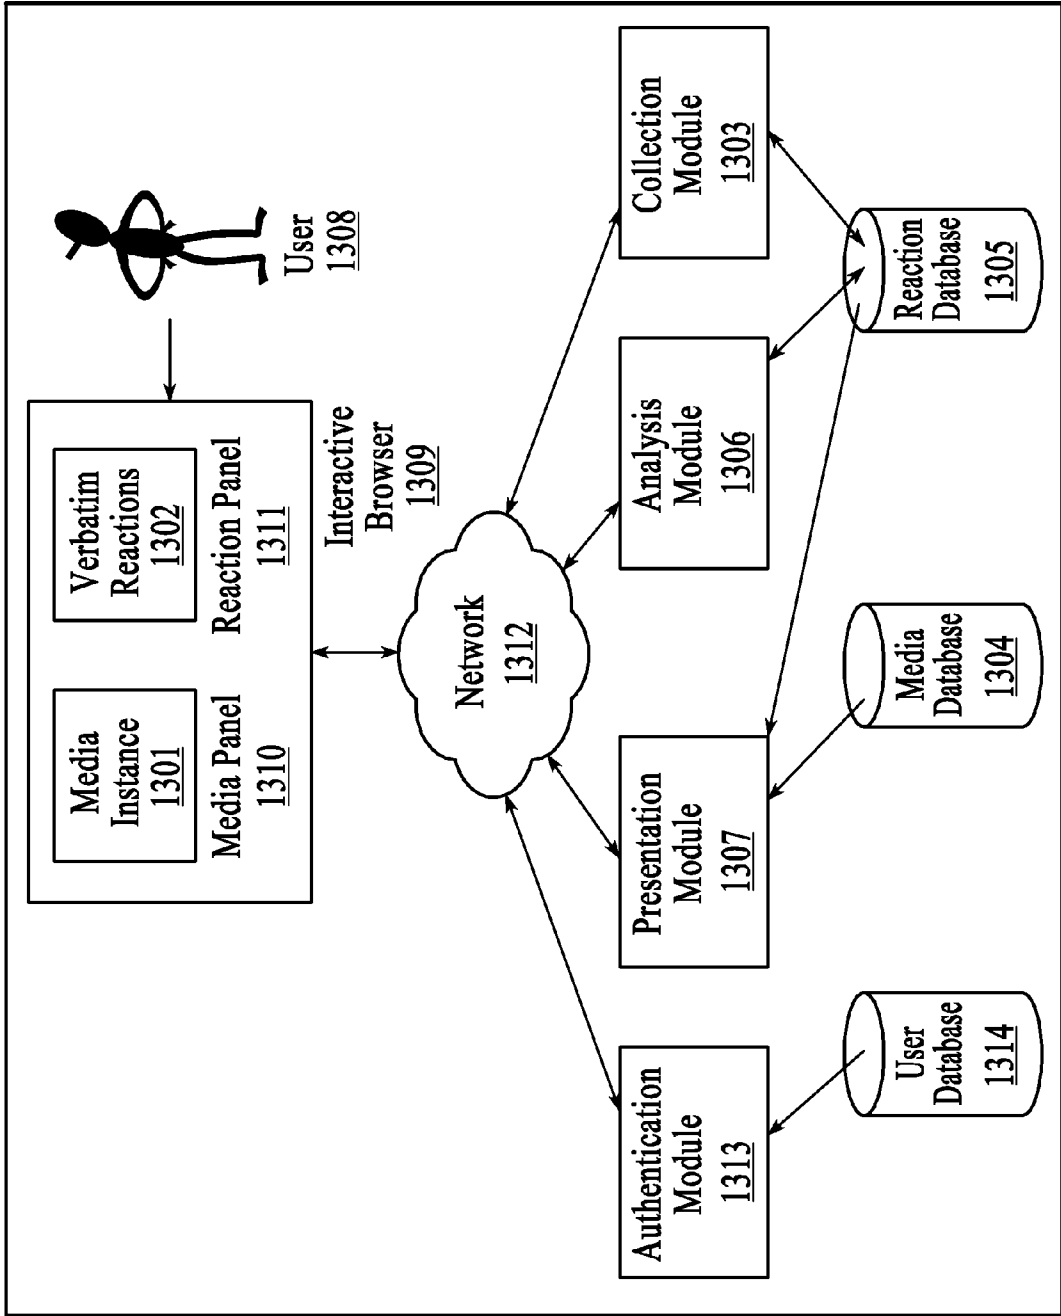 Media
Instance
1301
Media Panel
1310
Verbatim
Reactions
1302
Reaction Panel
1311
User
1308
Interactive
Browser
1309
Network
1312
Authentication
Module
1313
Presentation
Module
1307
Analysis
Module
1306
Collection
Module
1303
User
Database
1314
Media
Database
1304
Reaction
Database
1305